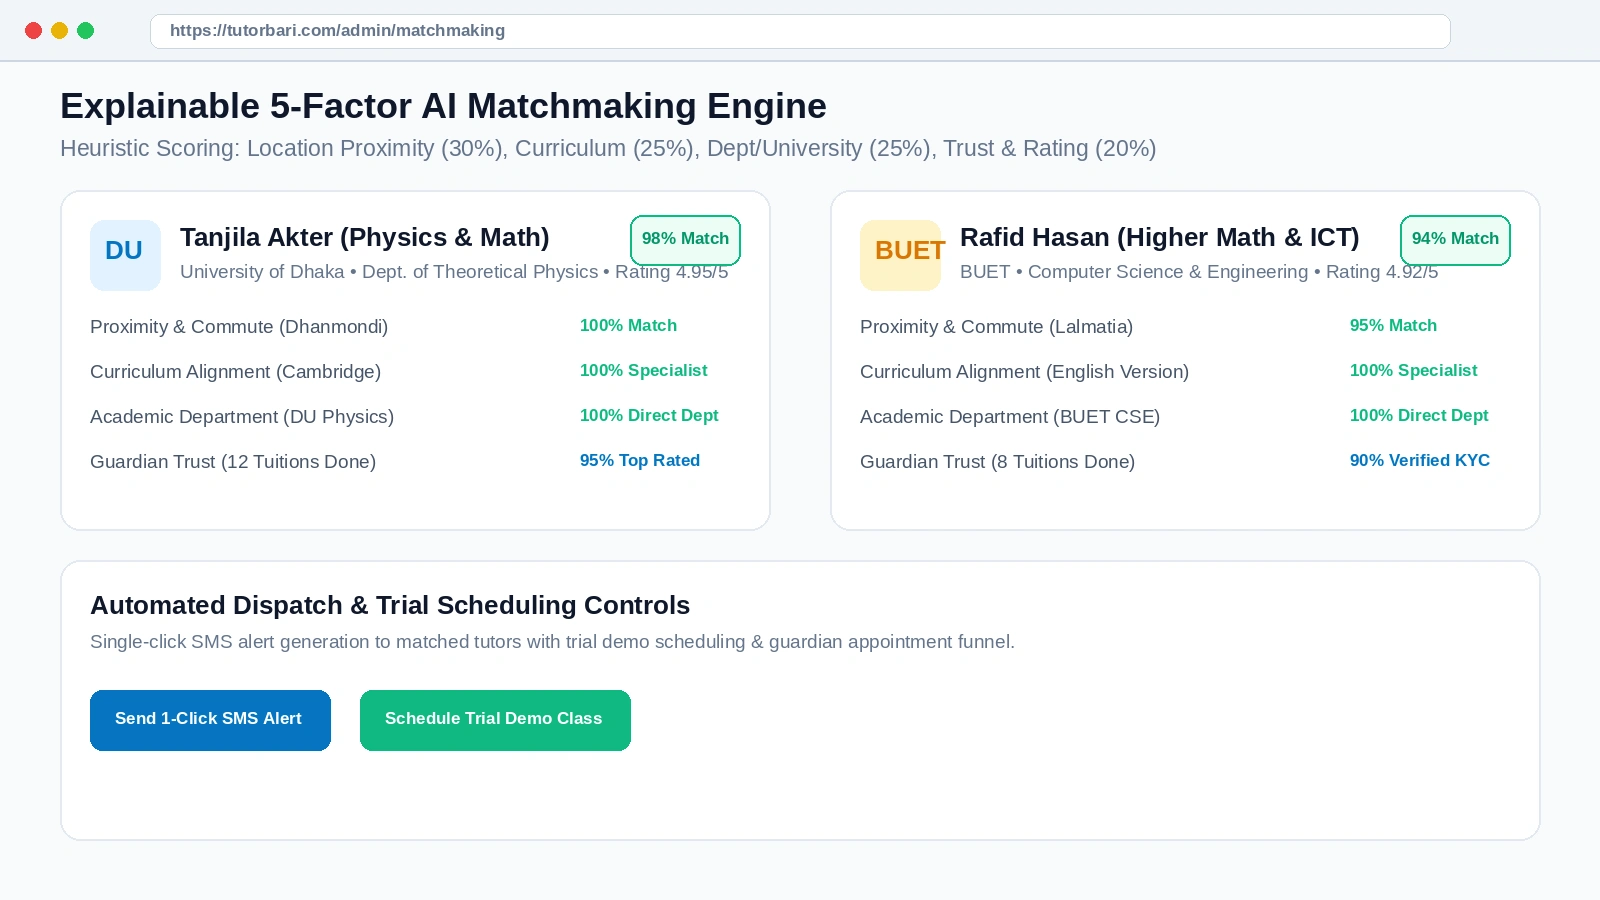 https://tutorbari.com/admin/matchmaking
Explainable 5-Factor AI Matchmaking Engine
Heuristic Scoring: Location Proximity (30%), Curriculum (25%), Dept/University (25%), Trust & Rating (20%)
DU
Tanjila Akter (Physics & Math)
98% Match
University of Dhaka • Dept. of Theoretical Physics • Rating 4.95/5
Proximity & Commute (Dhanmondi)
100% Match
Curriculum Alignment (Cambridge)
100% Specialist
Academic Department (DU Physics)
100% Direct Dept
Guardian Trust (12 Tuitions Done)
95% Top Rated
BUET
Rafid Hasan (Higher Math & ICT)
94% Match
BUET • Computer Science & Engineering • Rating 4.92/5
Proximity & Commute (Lalmatia)
95% Match
Curriculum Alignment (English Version)
100% Specialist
Academic Department (BUET CSE)
100% Direct Dept
Guardian Trust (8 Tuitions Done)
90% Verified KYC
Automated Dispatch & Trial Scheduling Controls
Single-click SMS alert generation to matched tutors with trial demo scheduling & guardian appointment funnel.
Send 1-Click SMS Alert
Schedule Trial Demo Class